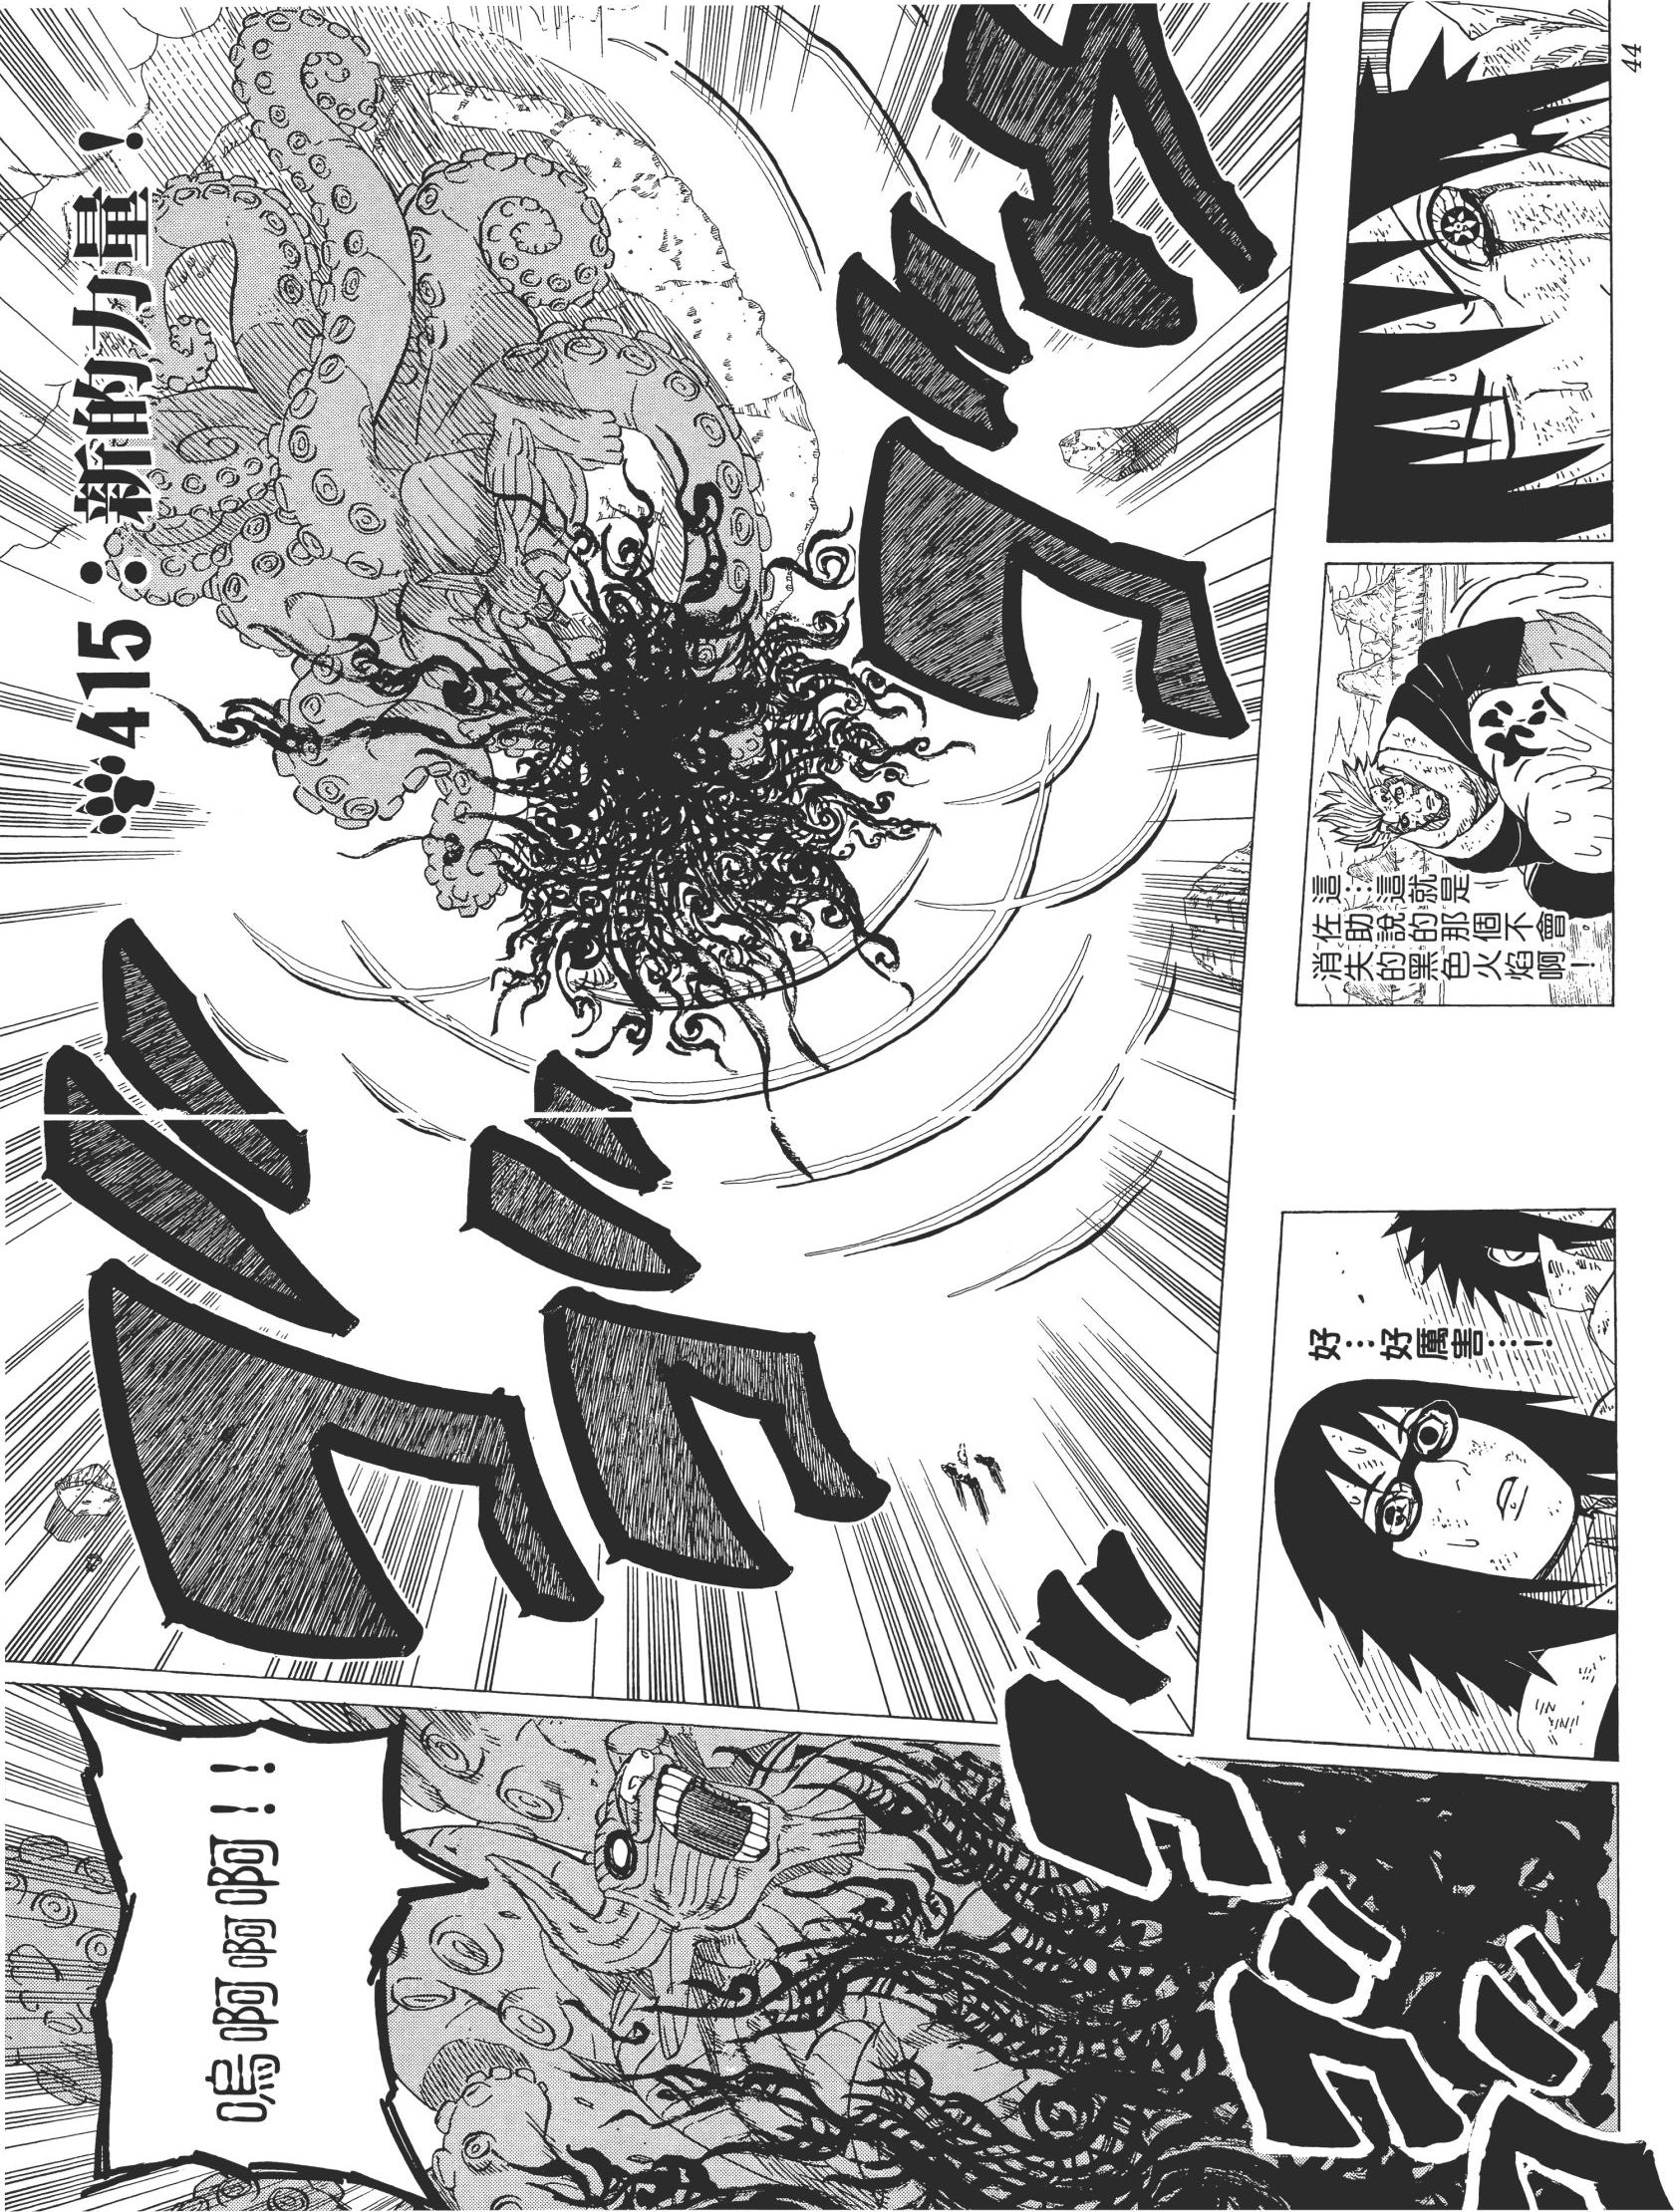 415：新的力量！
這…這就是
佐助說的那個不會
消失的黑色火焰啊！
好…好厲害…！
嗚啊啊啊！！
44